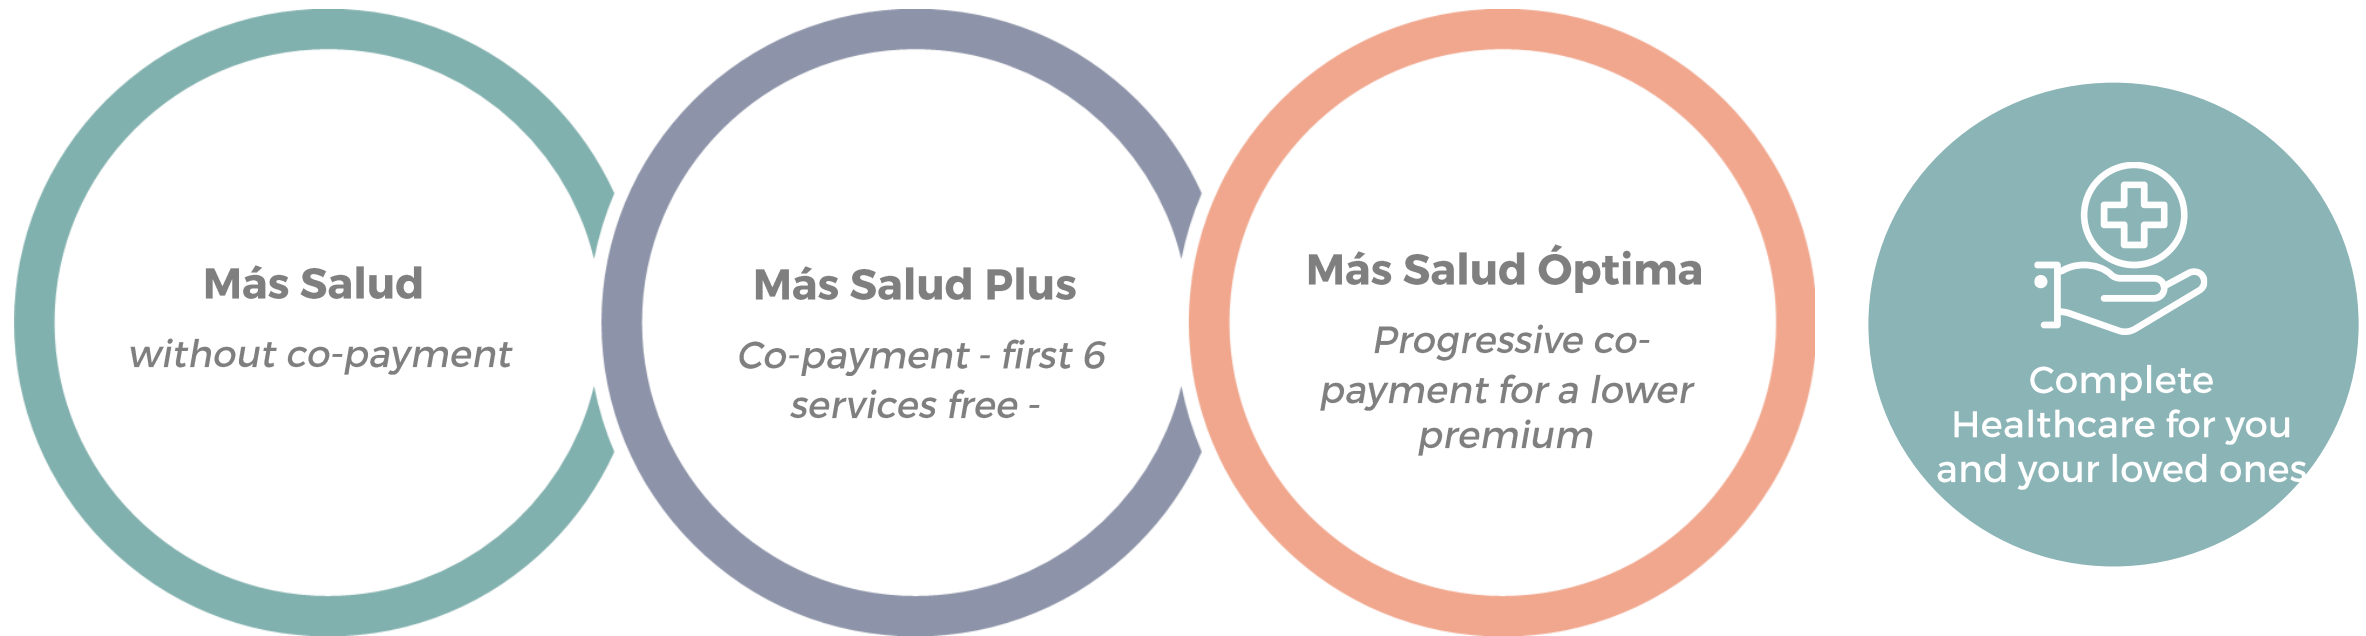 Más Salud
without co-payment
Más Salud Plus
Co-payment - first 6
services free -
Más Salud Óptima
Progressive co-
payment for a lower
premium
Complete
Healthcare for you
and your loved ones